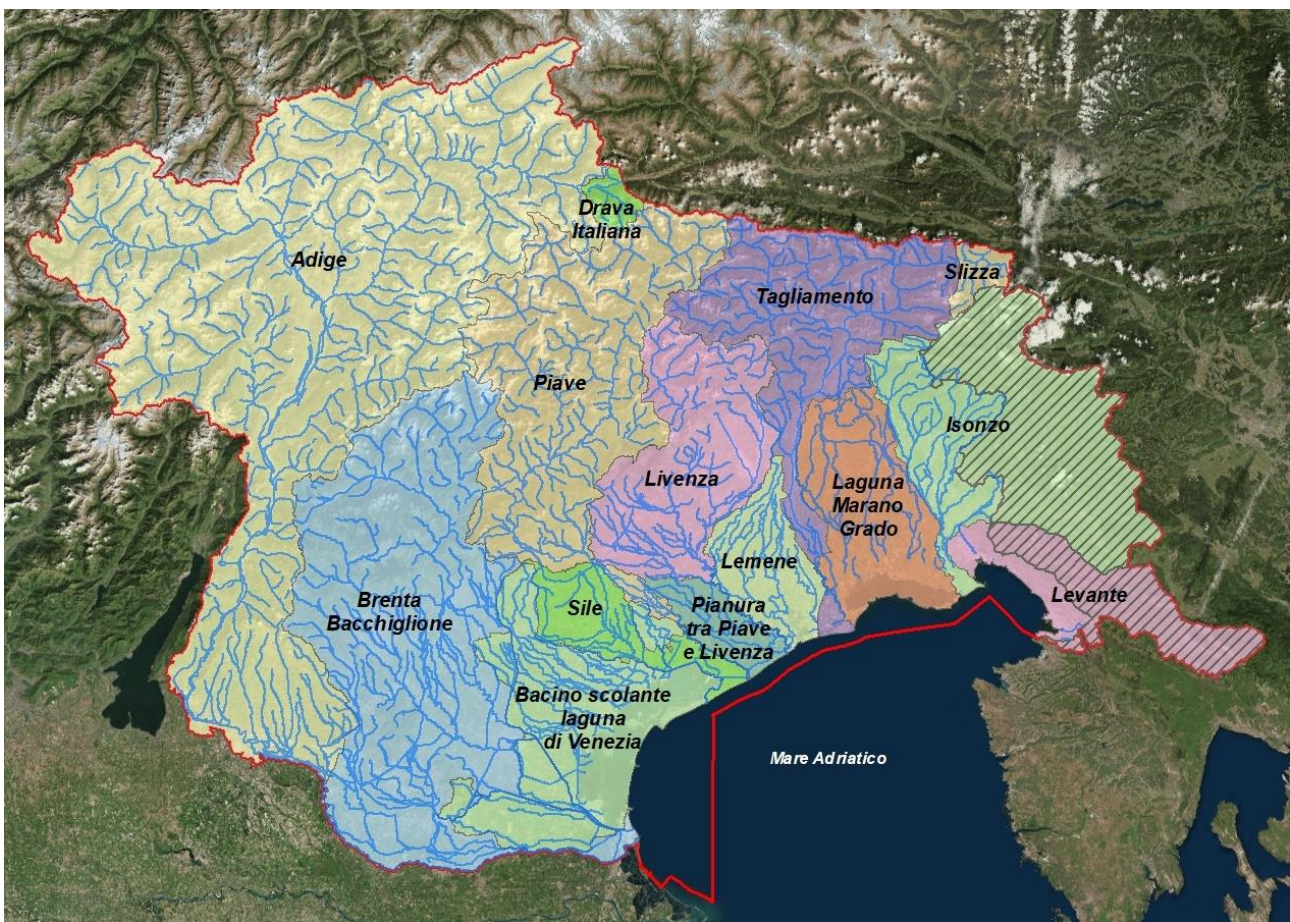 Drava
Italiana
Adige
Slizza
Tagliamento
Piave
Isonzo
Livenza
Laguna
Marano
Grado
Lemene
Brenta
Bacchiglione
Sile
Pianura
tra Piave
e Livenza
Levante
Bacino scolante
laguna
di Venezia
Mare Adriatico